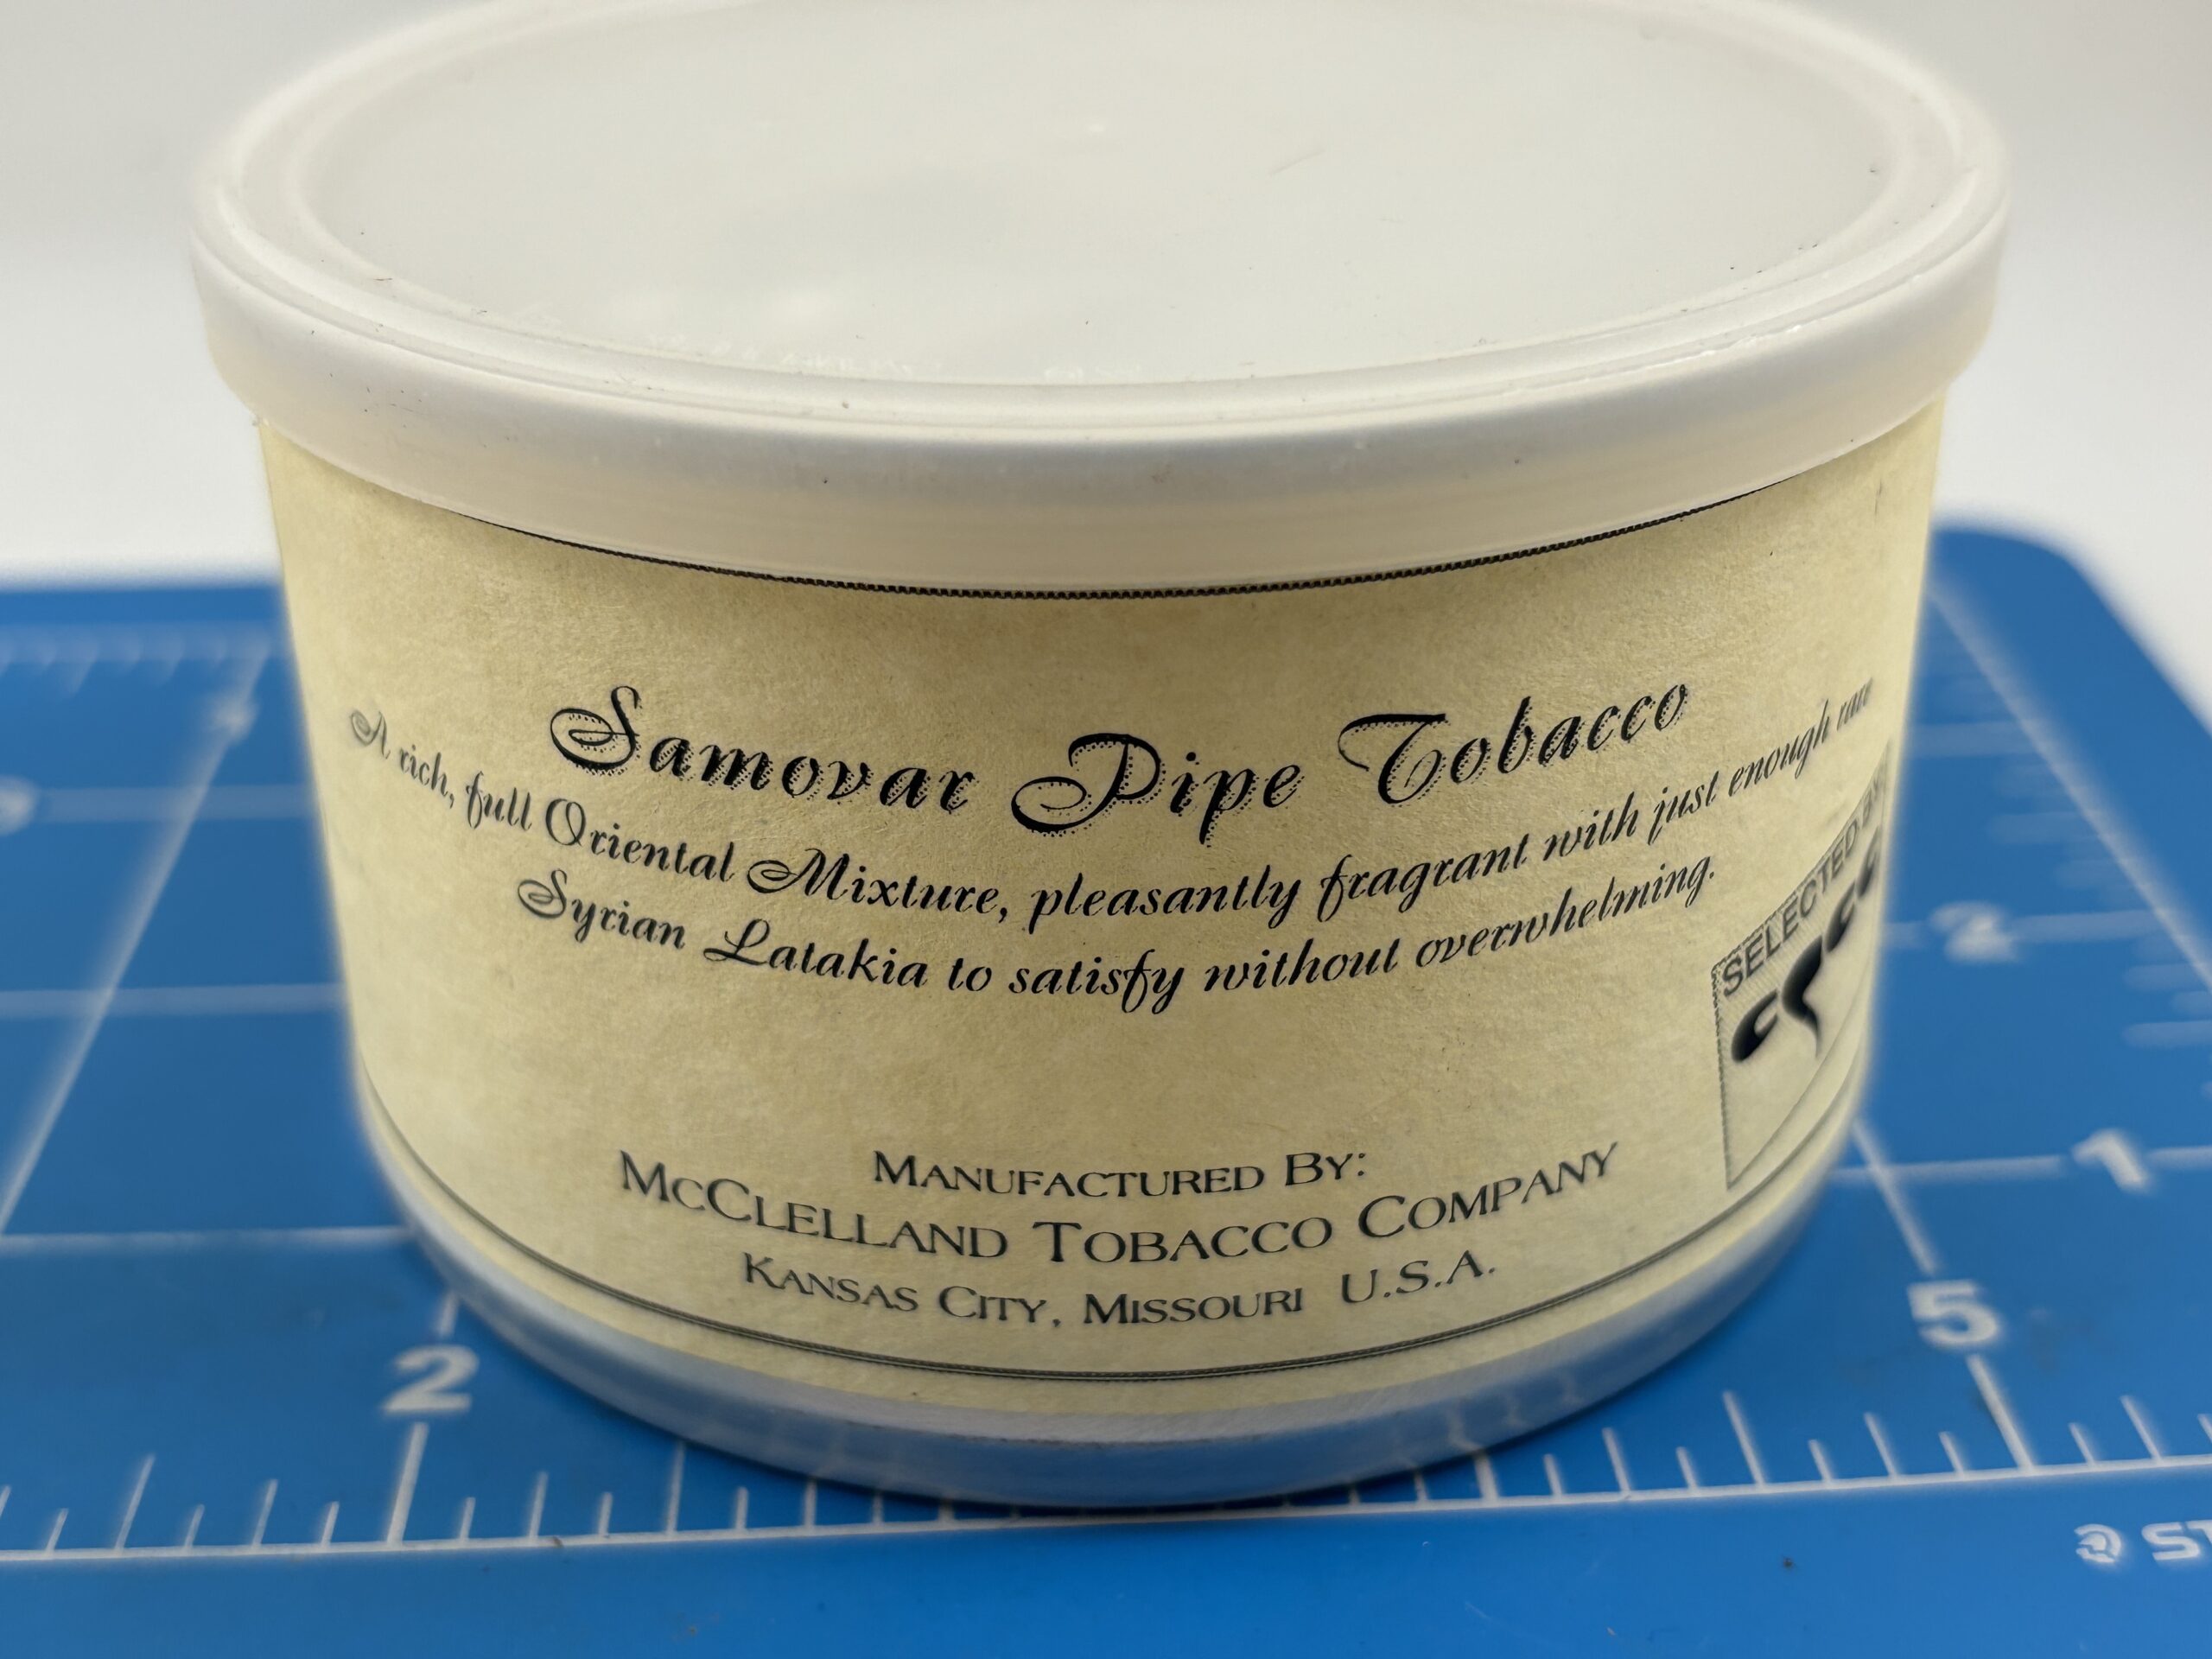 Samovar Pipe Tobacco
A rich, full Oriental Mixture, pleasantly fragrant with just enough rare
Syrian Latakia to satisfy without overwhelming.
SELECTED BY
MANUFACTURED BY:
MCCLELLAND TOBACCO COMPANY
KANSAS CITY, MISSOURI U.S.A.
2
1
2
5
ST